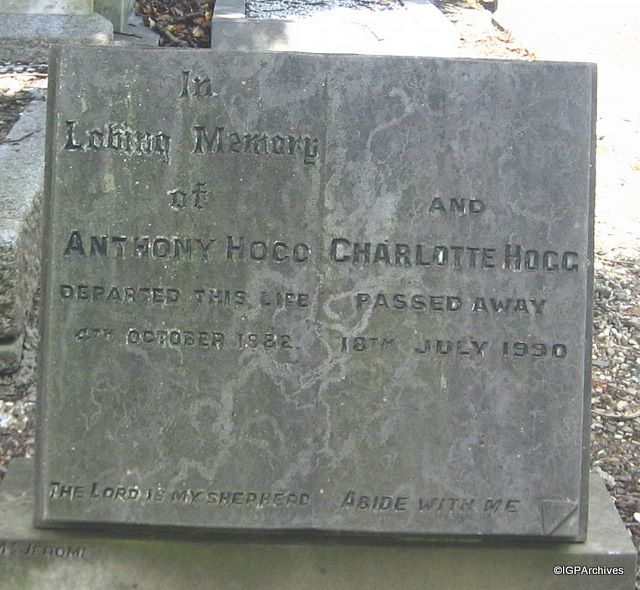 In
Loving Memory
of
ANTHONY HOGG
DEPARTED THIS LIFE
4TH OCTOBER 1982.
THE LORD IS MY SHEPHERD
AND
CHARLOTTE HOGG
PASSED AWAY
18TH JULY 1990
ABIDE WITH ME
JEROME
©IGPArchives